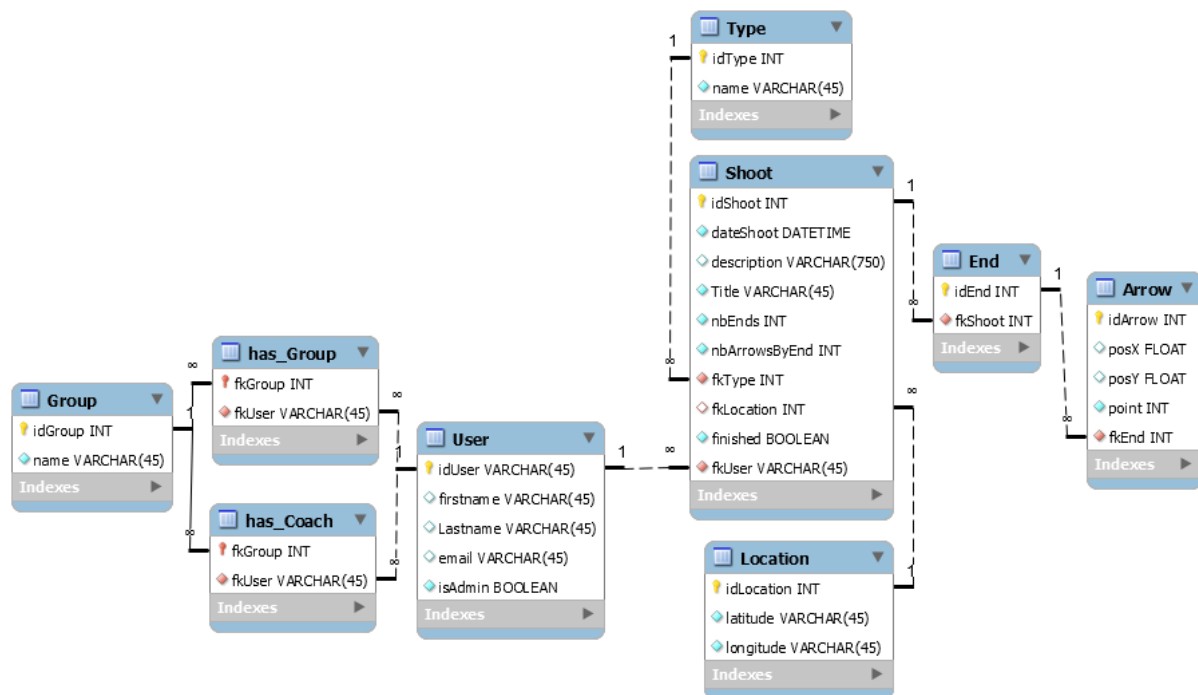 Type
idType INT
name VARCHAR(45)
Indexes
Shoot
idShoot INT
dateShoot DATETIME
description VARCHAR(750)
Title VARCHAR(45)
nbEnds INT
nbArrowsByEnd INT
fkType INT
fkLocation INT
finished BOOLEAN
fkUser VARCHAR(45)
Indexes
End
idEnd INT
fkShoot INT
Indexes
Arrow
idArrow INT
posX FLOAT
posY FLOAT
point INT
fkEnd INT
Indexes
Group
idGroup INT
name VARCHAR(45)
Indexes
has_Group
fkGroup INT
fkUser VARCHAR(45)
Indexes
has_Coach
fkGroup INT
fkUser VARCHAR(45)
Indexes
User
idUser VARCHAR(45)
firstname VARCHAR(45)
Lastname VARCHAR(45)
email VARCHAR(45)
isAdmin BOOLEAN
Indexes
Location
idLocation INT
latitude VARCHAR(45)
longitude VARCHAR(45)
Indexes
1
∞
1
∞
1
∞
1
∞
∞
1
∞
1
∞
1
∞
∞